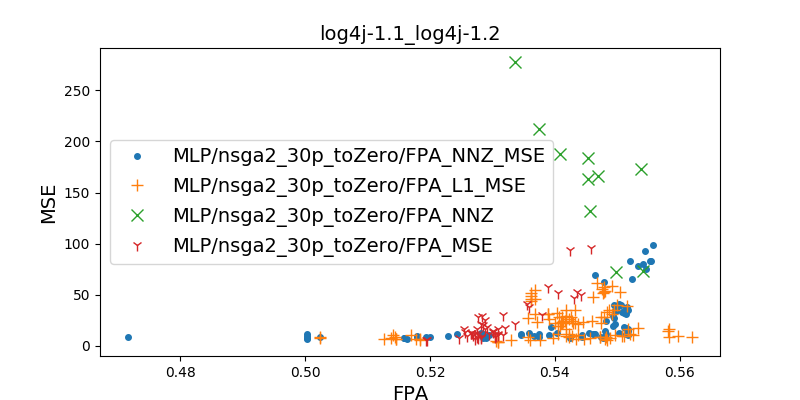 log4j-1.1_log4j-1.2
MSE
250
200
150
100
50
0
MLP/nsga2_30p_toZero/FPA_NNZ_MSE
MLP/nsga2_30p_toZero/FPA_L1_MSE
MLP/nsga2_30p_toZero/FPA_NNZ
MLP/nsga2_30p_toZero/FPA_MSE
0.48 0.50 0.52 0.54 0.56
FPA